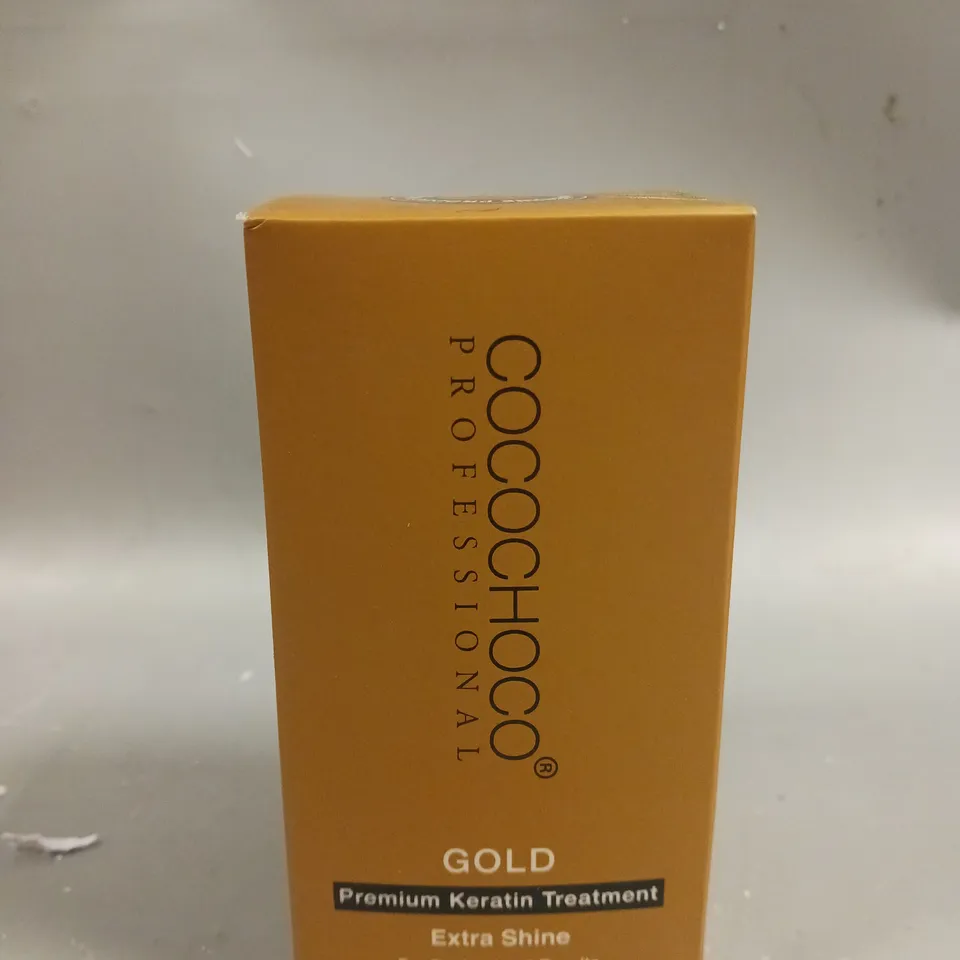 COCOCHOCO®
PROFESSIONAL
GOLD
Premium Keratin Treatment
Extra Shine